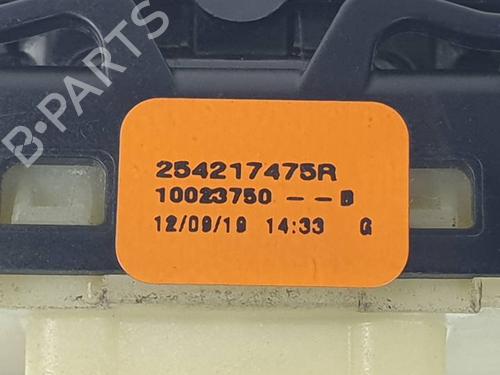 B-PARTS
254217475R
10023750 -- B
12/09/19 14:33 G